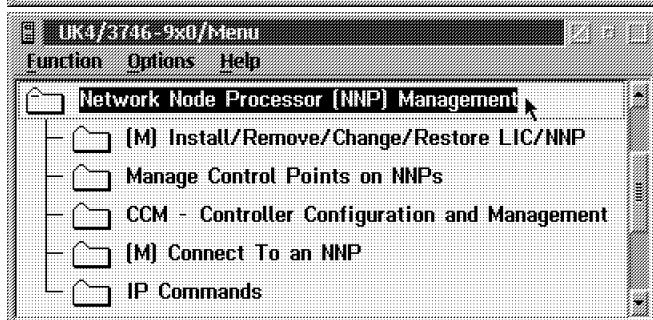 UK4/3746-9x0/Menu
Function Options Help
Network Node Processor (NNP) Management
(M) Install/Remove/Change/Restore LIC/NNP
Manage Control Points on NNPs
CCM - Controller Configuration and Management
(M) Connect To an NNP
IP Commands